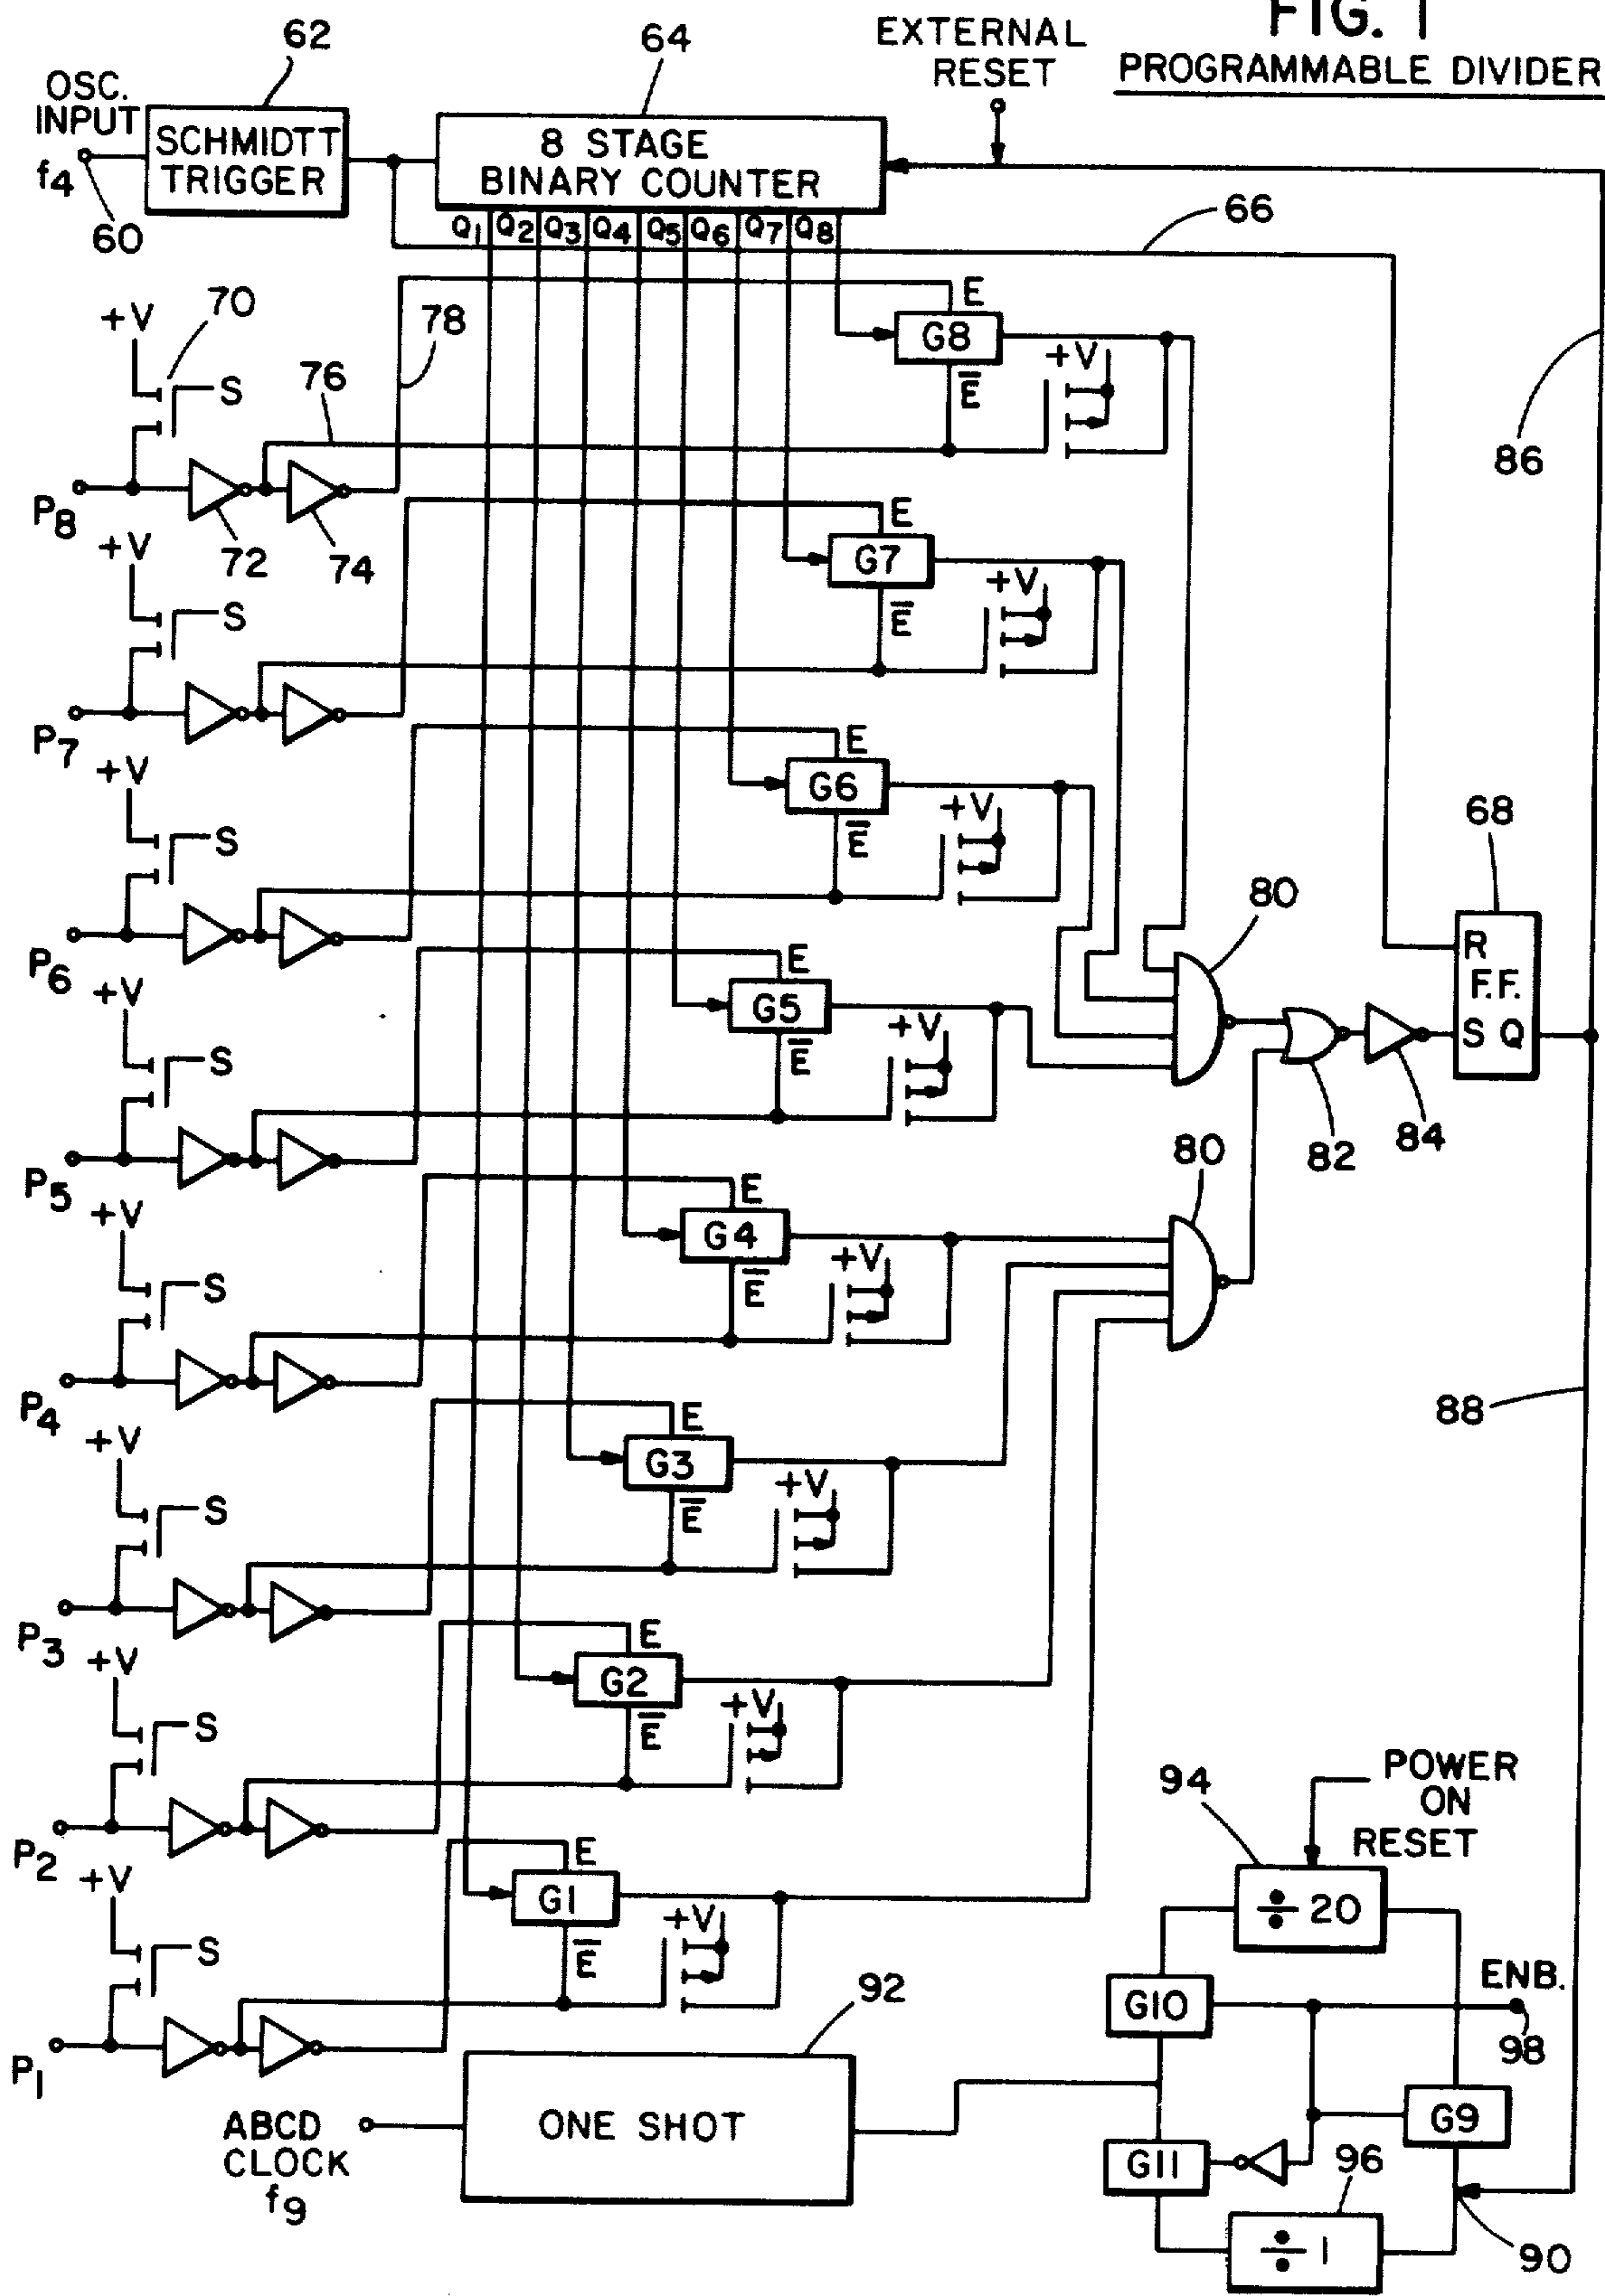 FIG. 1
PROGRAMMABLE DIVIDER
62
64
EXTERNAL
RESET
OSC.
INPUT
f4
60
SCHMIDTT
TRIGGER
8 STAGE
BINARY COUNTER
Q1 Q2 Q3 Q4 Q5 Q6 Q7 Q8
66
+V
70
S
76
78
E
G8
E̅
+V
86
P8
72
74
+V
S
E
G7
E̅
+V
P7
+V
S
E
G6
E̅
+V
P6
80
68
R
F.F.
S Q
+V
S
E
G5
E̅
+V
P5
82
84
80
+V
S
E
G4
E̅
+V
P4
88
+V
S
E
G3
E̅
+V
P3
+V
S
E
G2
E̅
+V
P2
+V
S
E
G1
E̅
+V
P1
94
POWER
ON
RESET
÷ 20
92
G10
ENB.
98
ABCD
CLOCK
f9
ONE SHOT
G9
G11
96
÷ 1
90